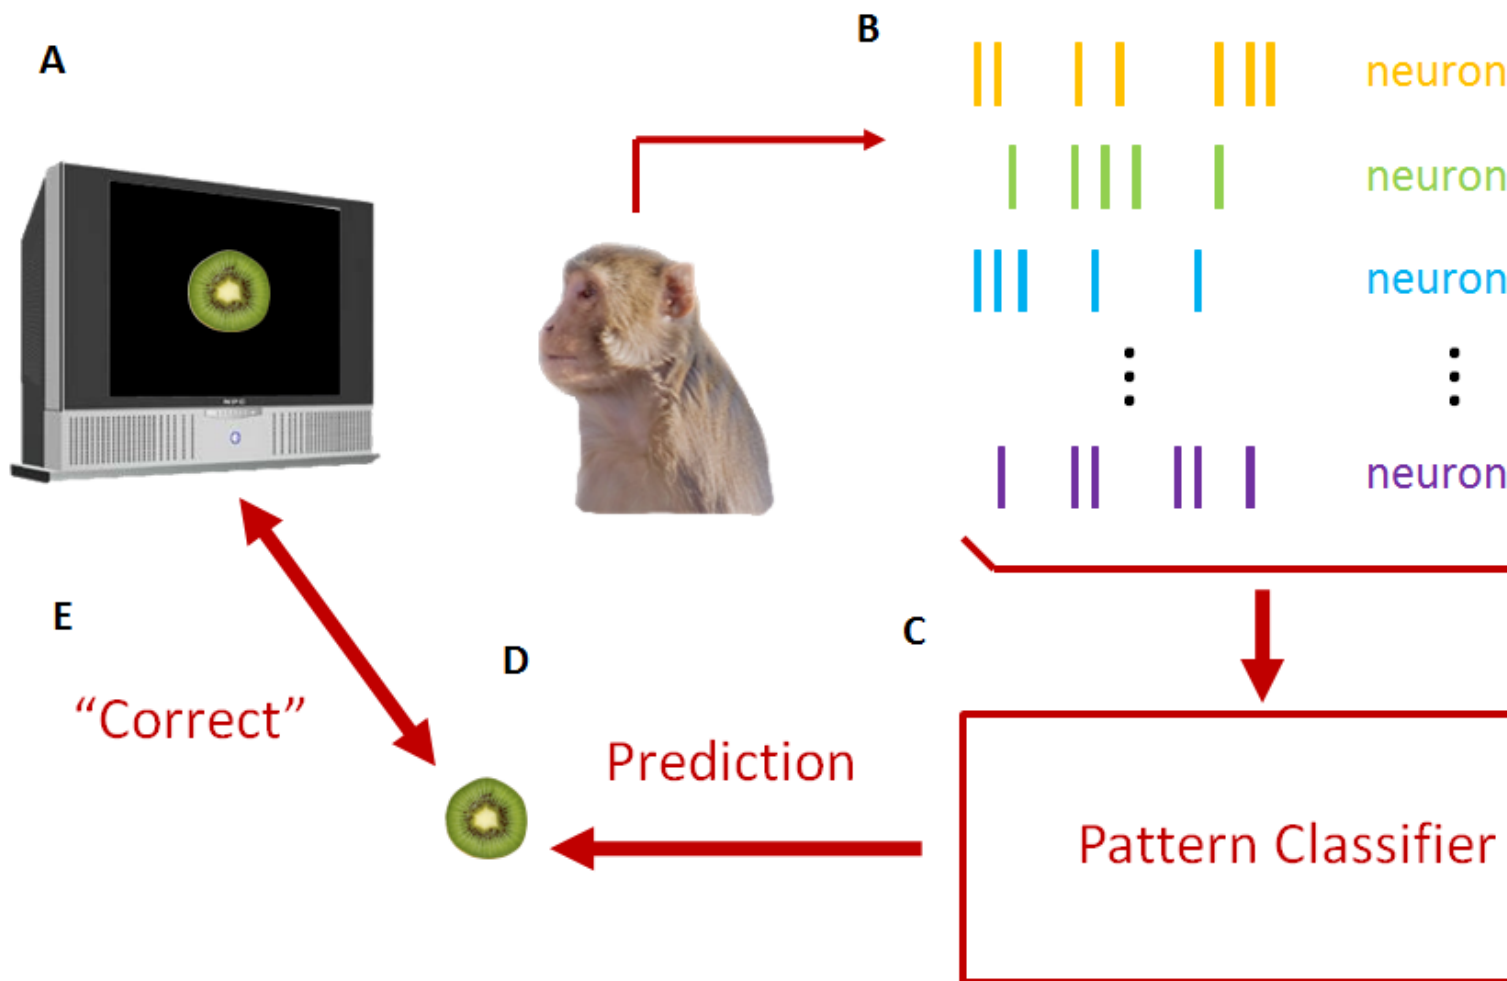 A
B
neuron
neuron
neuron
neuron
E
"Correct"
D
Prediction
C
Pattern Classifier